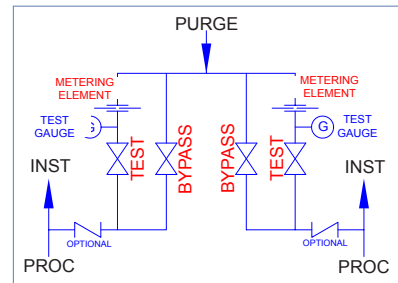 PURGE
METERING
ELEMENT
METERING
ELEMENT
TEST
GAUGE
G
G
TEST
GAUGE
INST
TEST
BYPASS
BYPASS
TEST
INST
OPTIONAL
OPTIONAL
PROC
PROC